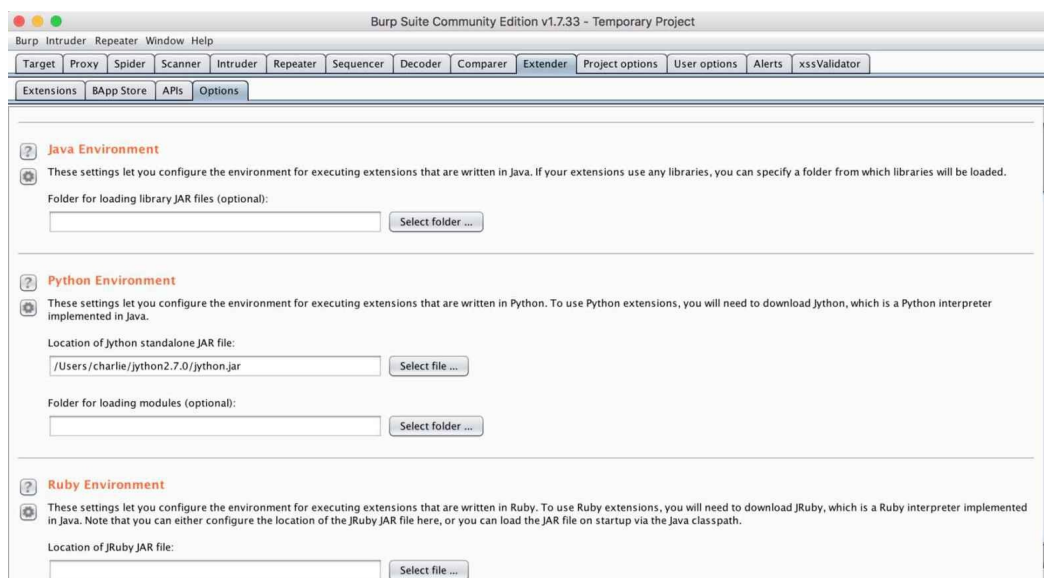 Burp Suite Community Edition v1.7.33 - Temporary Project
Burp Intruder Repeater Window Help
Target Proxy Spider Scanner Intruder Repeater Sequencer Decoder Comparer Extender Project options User options Alerts xssValidator
Extensions BApp Store APIs Options
? Java Environment
These settings let you configure the environment for executing extensions that are written in Java. If your extensions use any libraries, you can specify a folder from which libraries will be loaded.
Folder for loading library JAR files (optional):
Select folder ...
? Python Environment
These settings let you configure the environment for executing extensions that are written in Python. To use Python extensions, you will need to download Jython, which is a Python interpreter
implemented in Java.
Location of Jython standalone JAR file:
/Users/charlie/jython2.7.0/jython.jar Select file ...
Folder for loading modules (optional):
Select folder ...
? Ruby Environment
These settings let you configure the environment for executing extensions that are written in Ruby. To use Ruby extensions, you will need to download JRuby, which is a Ruby interpreter implemented
in Java. Note that you can either configure the location of the JRuby JAR file here, or you can load the JAR file on startup via the Java classpath.
Location of JRuby JAR file:
Select file ...